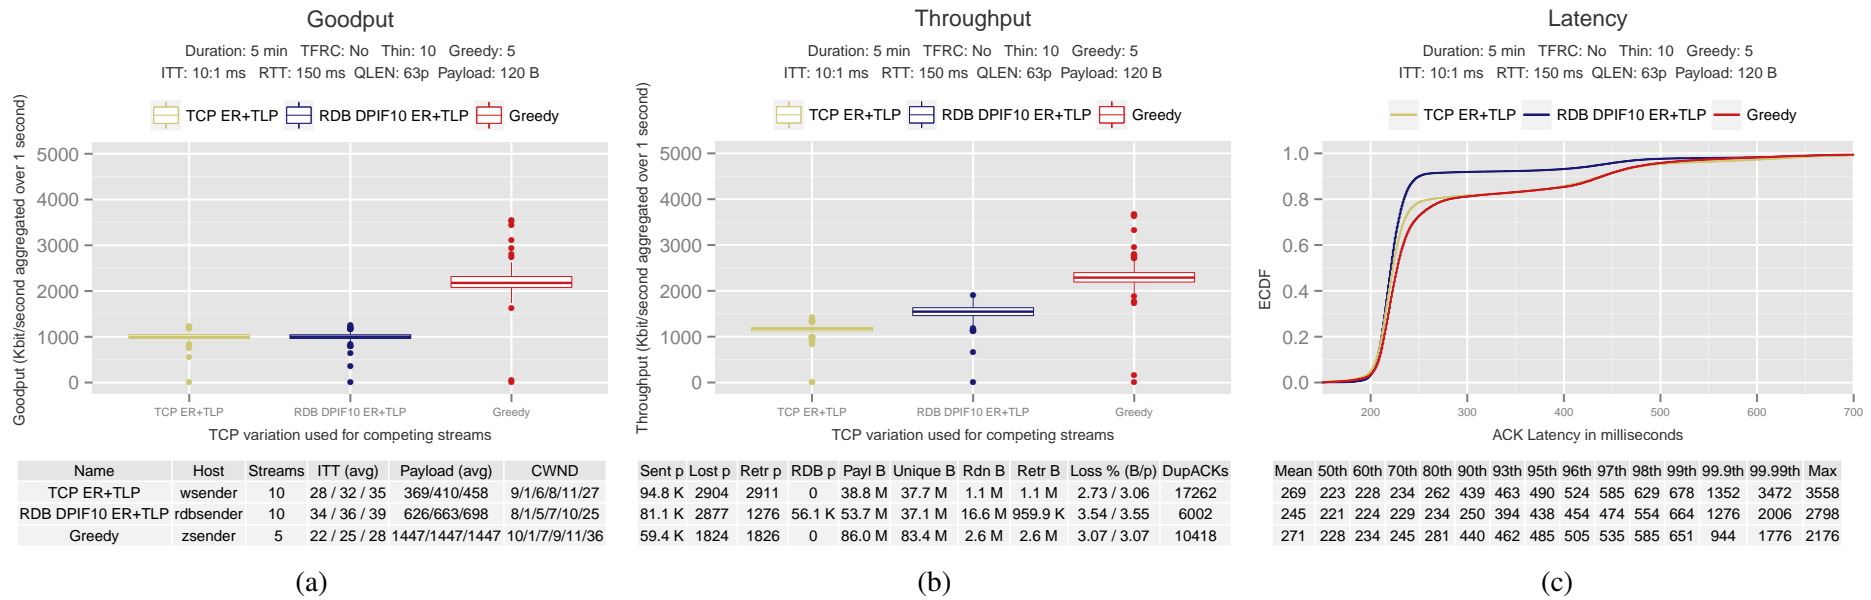 Goodput
Duration: 5 min TFRC: No Thin: 10 Greedy: 5
ITT: 10:1 ms RTT: 150 ms QLEN: 63p Payload: 120 B
TCP ER+TLP RDB DPIF10 ER+TLP Greedy
Goodput (Kbit/second aggregated over 1 second)
5000
4000
3000
2000
1000
0
TCP ER+TLP RDB DPIF10 ER+TLP Greedy
TCP variation used for competing streams
Name Host Streams ITT (avg) Payload (avg) CWND
TCP ER+TLP wsender 10 28 / 32 / 35 369/410/458 9/1/6/8/11/27
RDB DPIF10 ER+TLP rdbsender 10 34 / 36 / 39 626/663/698 8/1/5/7/10/25
Greedy zsender 5 22 / 25 / 28 1447/1447/1447 10/1/7/9/11/36
(a)
Throughput
Duration: 5 min TFRC: No Thin: 10 Greedy: 5
ITT: 10:1 ms RTT: 150 ms QLEN: 63p Payload: 120 B
TCP ER+TLP RDB DPIF10 ER+TLP Greedy
Throughput (Kbit/second aggregated over 1 second)
5000
4000
3000
2000
1000
0
TCP ER+TLP RDB DPIF10 ER+TLP Greedy
TCP variation used for competing streams
Sent p Lost p Retr p RDB p Payl B Unique B Rdn B Retr B Loss % (B/p) DupACKs
94.8 K 2904 2911 0 38.8 M 37.7 M 1.1 M 1.1 M 2.73 / 3.06 17262
81.1 K 2877 1276 56.1 K 53.7 M 37.1 M 16.6 M 959.9 K 3.54 / 3.55 6002
59.4 K 1824 1826 0 86.0 M 83.4 M 2.6 M 2.6 M 3.07 / 3.07 10418
(b)
Latency
Duration: 5 min TFRC: No Thin: 10 Greedy: 5
ITT: 10:1 ms RTT: 150 ms QLEN: 63p Payload: 120 B
TCP ER+TLP RDB DPIF10 ER+TLP Greedy
ECDF
1.0
0.8
0.6
0.4
0.2
0.0
200 300 400 500 600 700
ACK Latency in milliseconds
Mean 50th 60th 70th 80th 90th 93th 95th 96th 97th 98th 99th 99.9th 99.99th Max
269 223 228 234 262 439 463 490 524 585 629 678 1352 3472 3558
245 221 224 229 234 250 394 438 454 474 554 664 1276 2006 2798
271 228 234 245 281 440 462 485 505 535 585 651 944 1776 2176
(c)